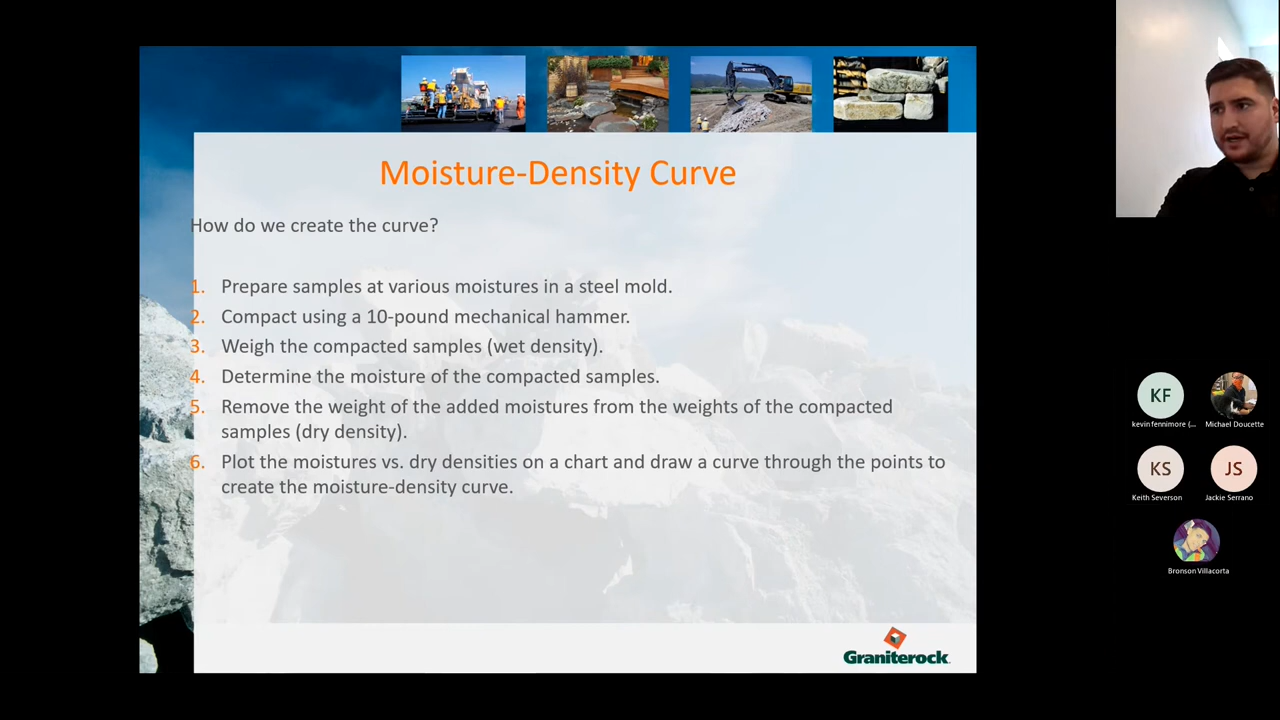 Moisture-Density Curve
How do we create the curve?
1. Prepare samples at various moistures in a steel mold.
2. Compact using a 10-pound mechanical hammer.
3. Weigh the compacted samples (wet density).
4. Determine the moisture of the compacted samples.
5. Remove the weight of the added moistures from the weights of the compacted
samples (dry density).
6. Plot the moistures vs. dry densities on a chart and draw a curve through the points to
create the moisture-density curve.
Graniterock
KF
kevin fennimore (...
Michael Doucette
KS
Keith Severson
JS
Jackie Serrano
Bronson Villacorta